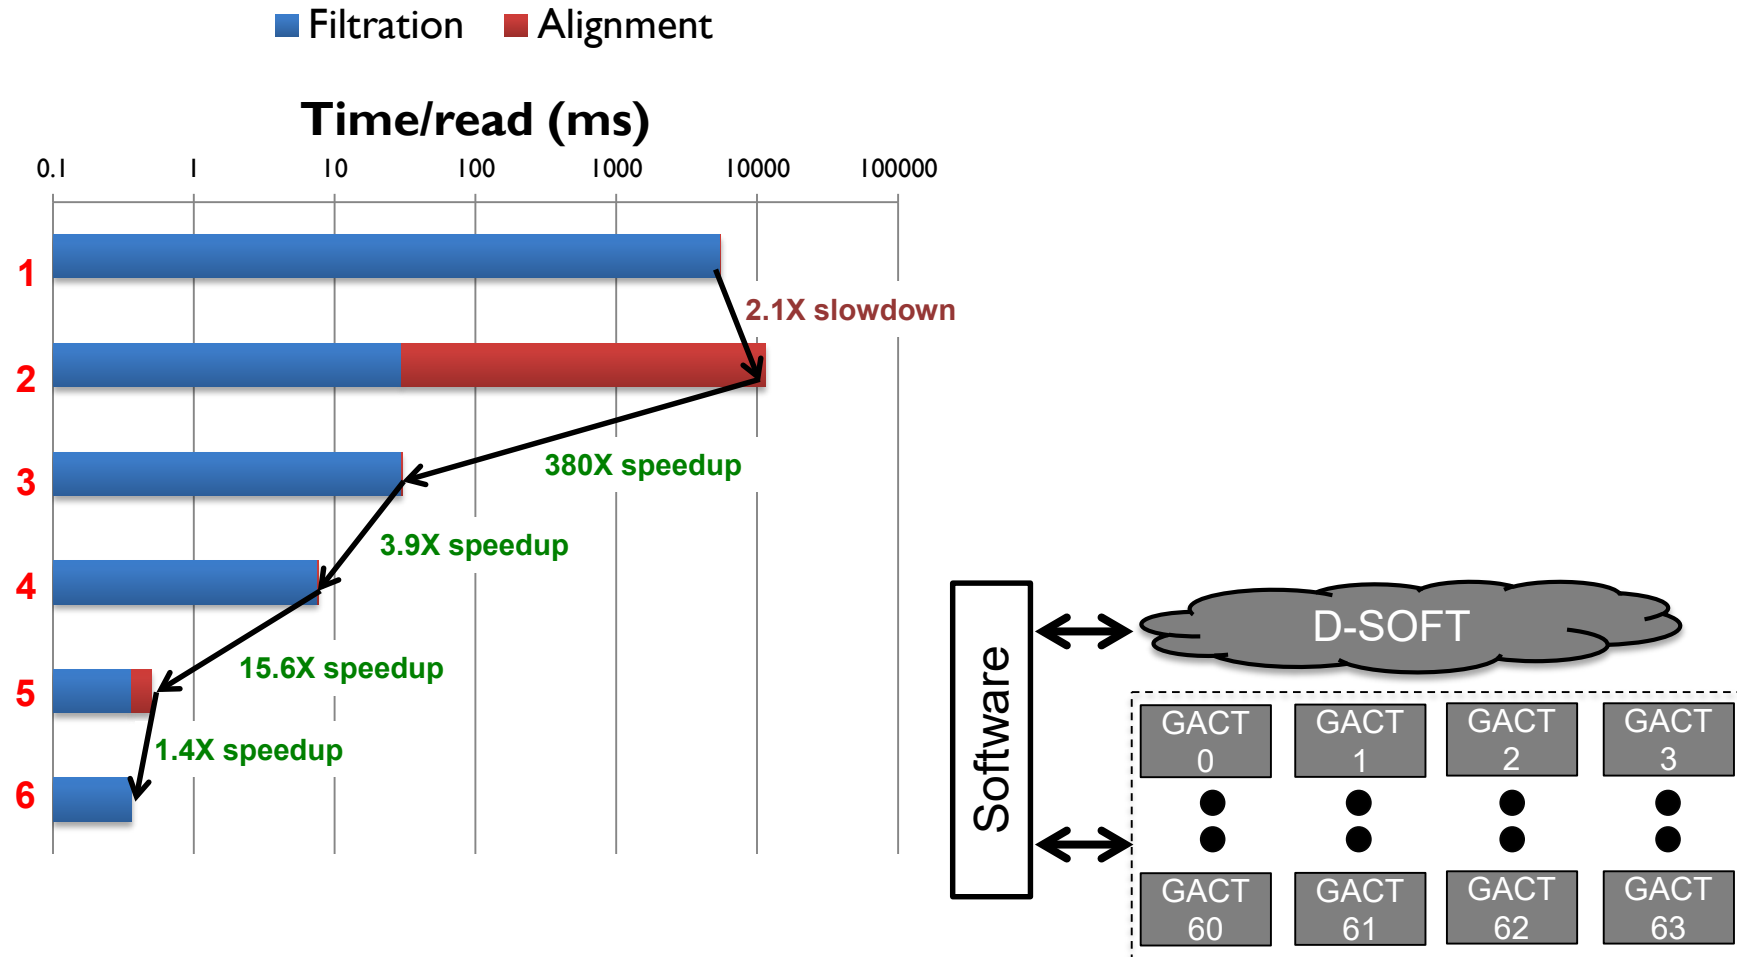 Filtration Alignment
Time/read (ms)
0.1 1 10 100 1000 10000 100000
1
2.1X slowdown
2
380X speedup
3
3.9X speedup
4
15.6X speedup
5
1.4X speedup
6
Software
D-SOFT
GACT GACT GACT GACT
0 1 2 3
GACT GACT GACT GACT
60 61 62 63